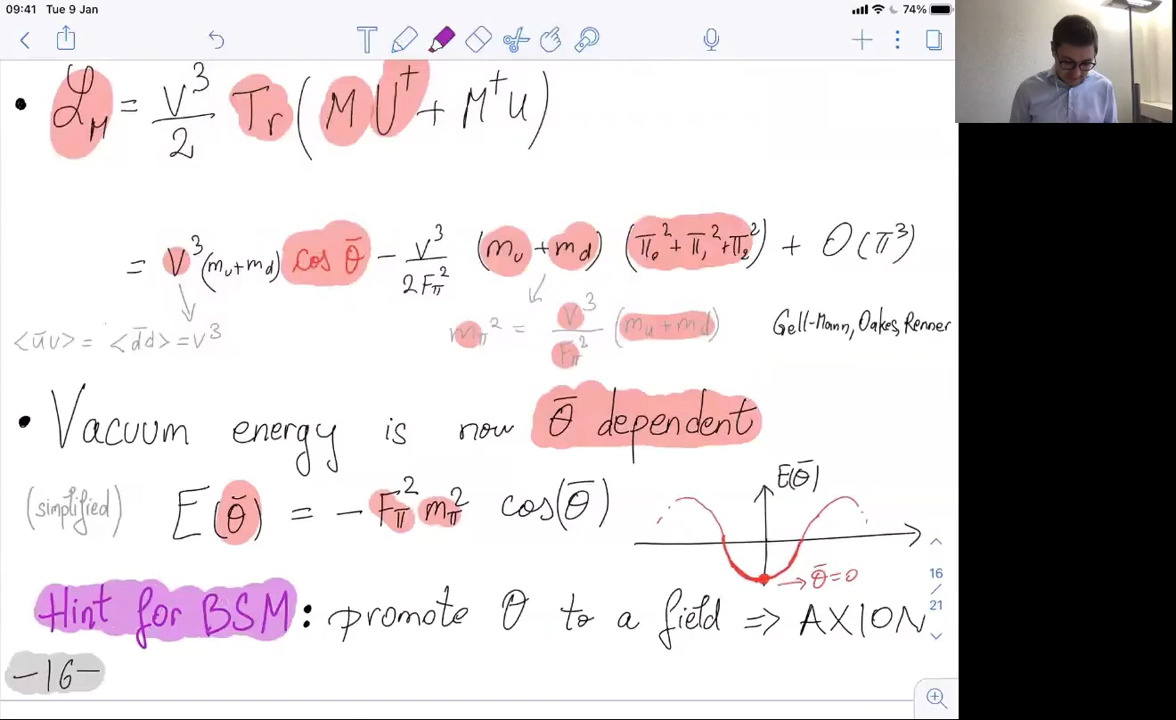 09:41 Tue 9 Jan 74%
• ℒ_M = V³/2 Tr(M U† + M†U)
= V³(m_u+m_d) cos θ̄ − V³/2F_π² (m_u+m_d) (π₀²+π₁²+π₂²) + O(π³)
<ūu> = <d̄d> = V³ m_π² = V³/F_π² (m_u+m_d) Gell-Mann, Oakes, Renner
• Vacuum energy is now θ̄ dependent
(simplified) E(θ̄) = − F_π² m_π² cos(θ̄)
E(θ̄)
→ θ̄=0
16
/
21
Hint for BSM: promote θ to a field ⇒ AXION
−16−